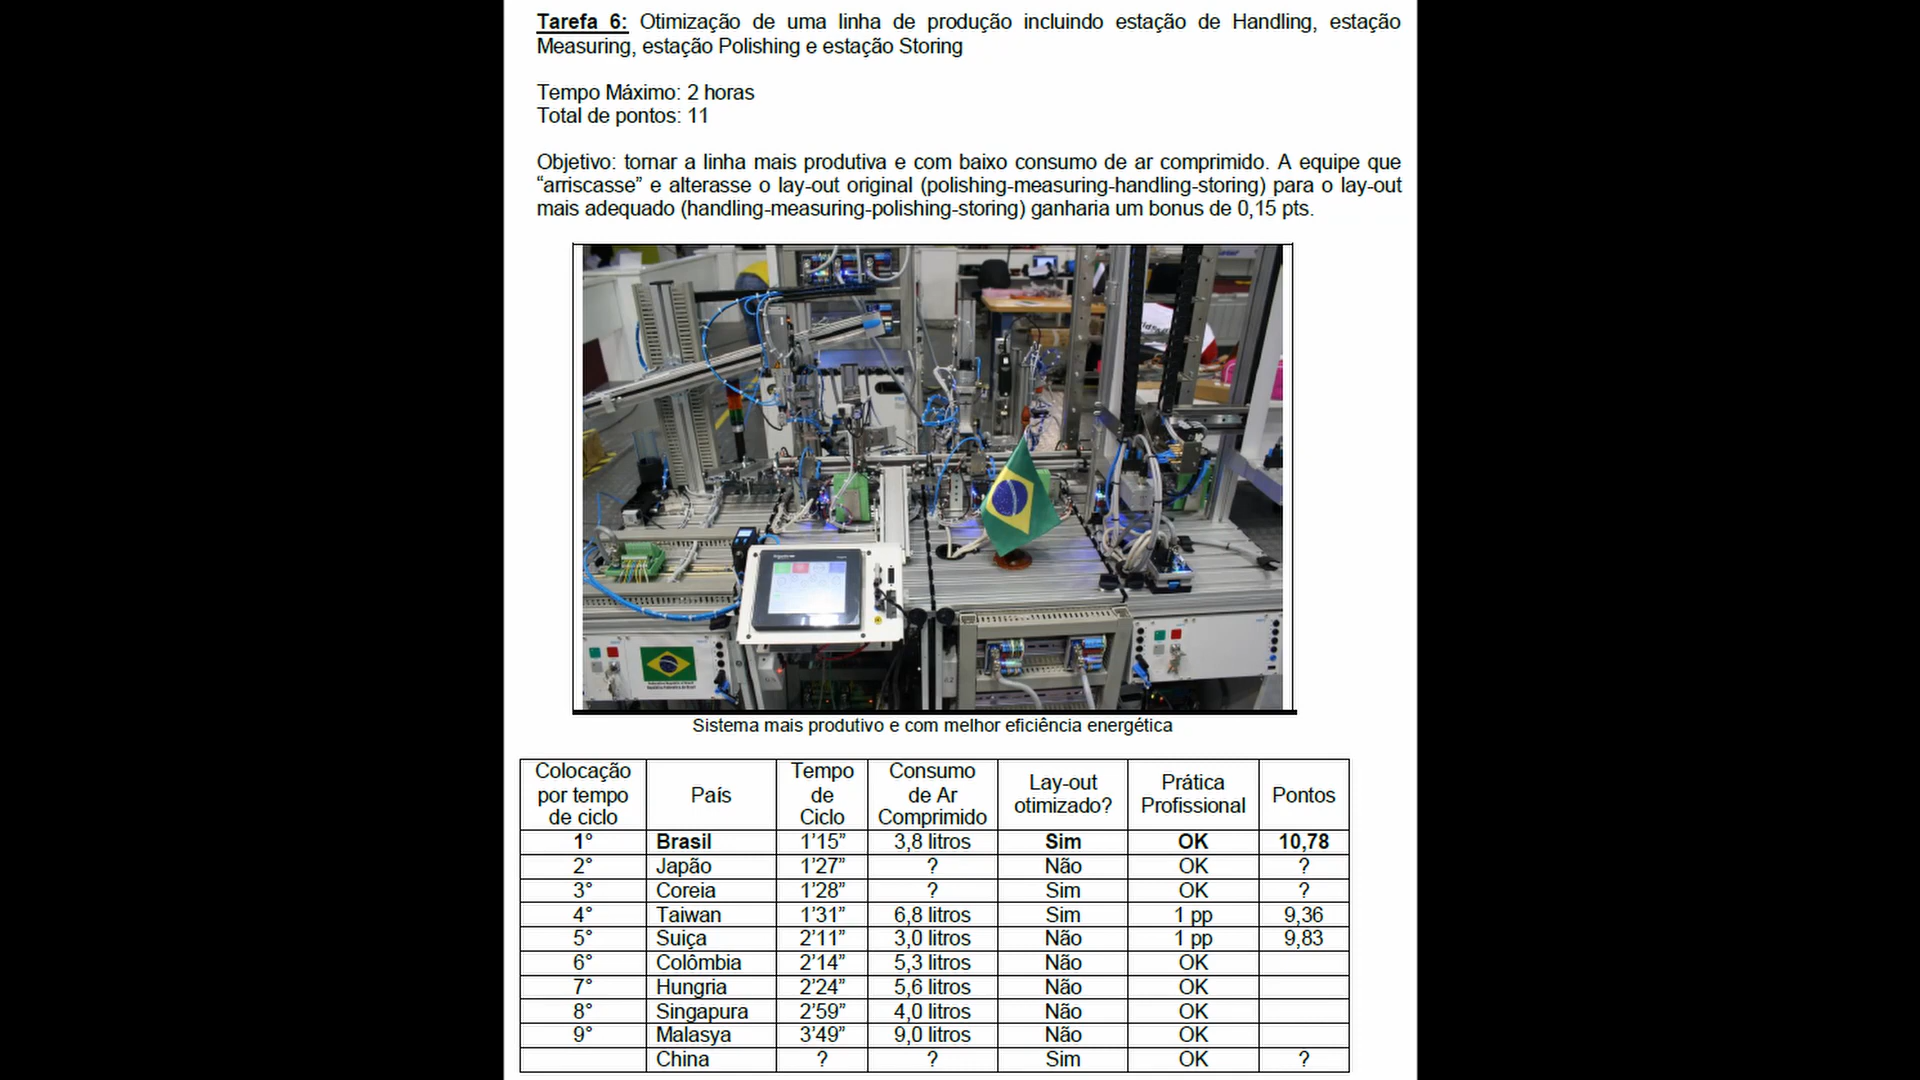 Tarefa 6: Otimização de uma linha de produção incluindo estação de Handling, estação
Measuring, estação Polishing e estação Storing
Tempo Máximo: 2 horas
Total de pontos: 11
Objetivo: tornar a linha mais produtiva e com baixo consumo de ar comprimido. A equipe que
“arriscasse” e alterasse o lay-out original (polishing-measuring-handling-storing) para o lay-out
mais adequado (handling-measuring-polishing-storing) ganharia um bonus de 0,15 pts.
Sistema mais produtivo e com melhor eficiência energética
Colocação por tempo de ciclo País Tempo de Ciclo Consumo de Ar Comprimido Lay-out otimizado? Prática Profissional Pontos
1° Brasil 1’15” 3,8 litros Sim OK 10,78
2° Japão 1’27” ? Não OK ?
3° Coreia 1’28” ? Sim OK ?
4° Taiwan 1’31” 6,8 litros Sim 1 pp 9,36
5° Suiça 2’11” 3,0 litros Não 1 pp 9,83
6° Colômbia 2’14” 5,3 litros Não OK
7° Hungria 2’24” 5,6 litros Não OK
8° Singapura 2’59” 4,0 litros Não OK
9° Malasya 3’49” 9,0 litros Não OK
China ? ? Sim OK ?